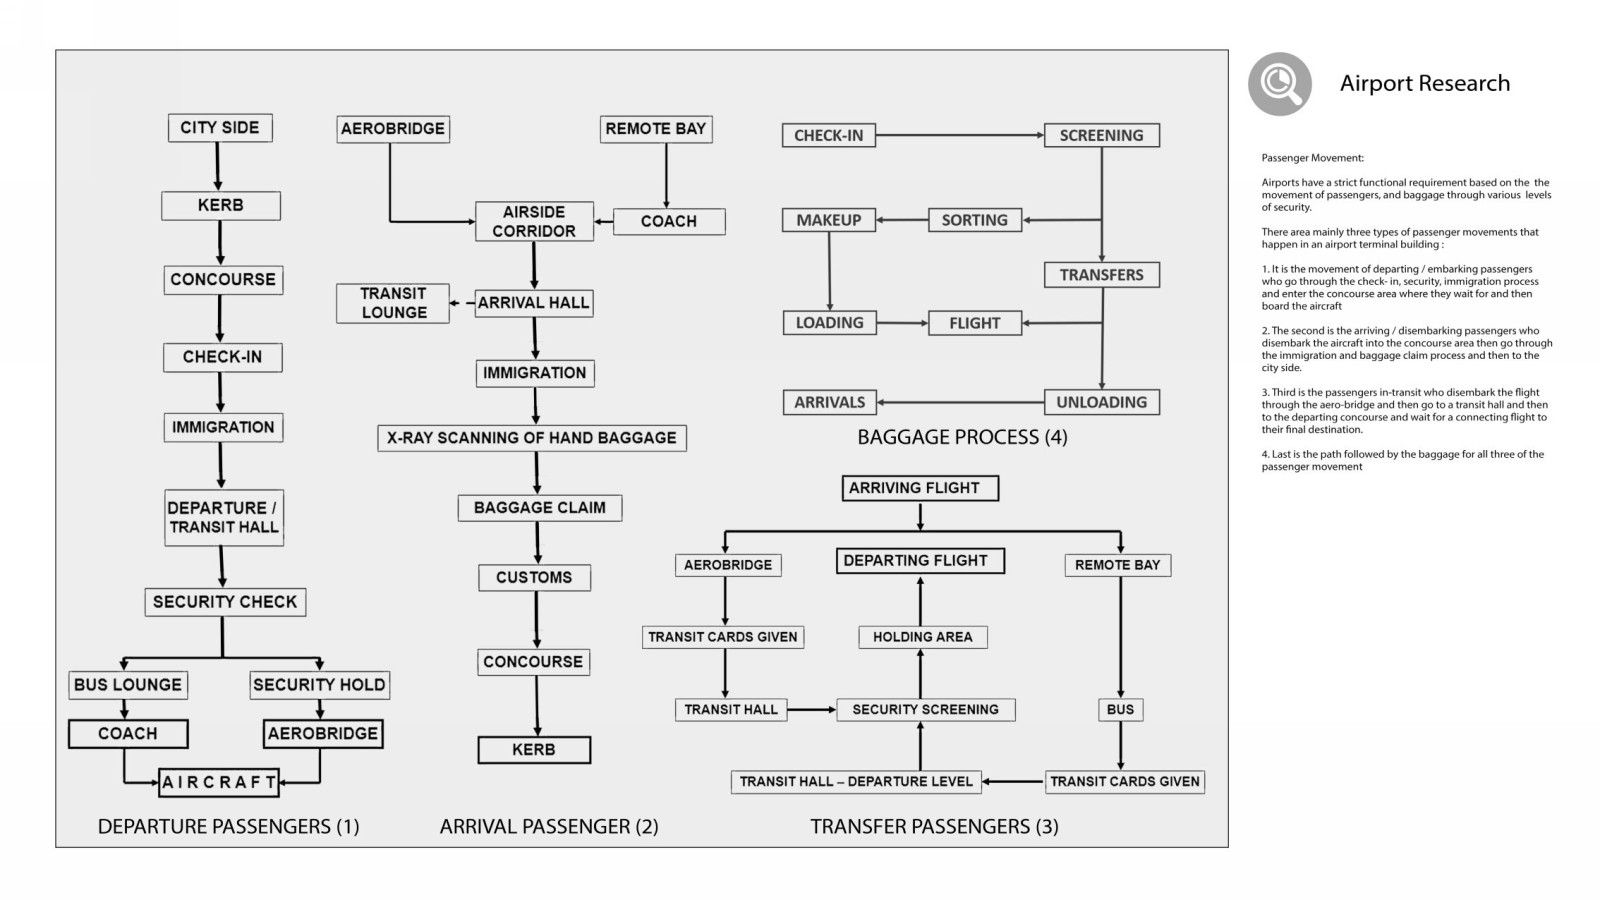 CITY SIDE
KERB
CONCOURSE
CHECK-IN
IMMIGRATION
DEPARTURE /
TRANSIT HALL
SECURITY CHECK
BUS LOUNGE
SECURITY HOLD
COACH
AEROBRIDGE
AIRCRAFT
DEPARTURE PASSENGERS (1)
AEROBRIDGE
REMOTE BAY
AIRSIDE
CORRIDOR
COACH
TRANSIT
LOUNGE
ARRIVAL HALL
IMMIGRATION
X-RAY SCANNING OF HAND BAGGAGE
BAGGAGE CLAIM
CUSTOMS
CONCOURSE
KERB
ARRIVAL PASSENGER (2)
CHECK-IN
SCREENING
MAKEUP
SORTING
TRANSFERS
LOADING
FLIGHT
ARRIVALS
UNLOADING
BAGGAGE PROCESS (4)
ARRIVING FLIGHT
AEROBRIDGE
DEPARTING FLIGHT
REMOTE BAY
TRANSIT CARDS GIVEN
HOLDING AREA
TRANSIT HALL
SECURITY SCREENING
BUS
TRANSIT HALL – DEPARTURE LEVEL
TRANSIT CARDS GIVEN
TRANSFER PASSENGERS (3)
Airport Research
Passenger Movement:
Airports have a strict functional requirement based on the the
movement of passengers, and baggage through various levels
of security.
There area mainly three types of passenger movements that
happen in an airport terminal building :
1. It is the movement of departing / embarking passengers
who go through the check- in, security, immigration process
and enter the concourse area where they wait for and then
board the aircraft
2. The second is the arriving / disembarking passengers who
disembark the aircraft into the concourse area then go through
the immigration and baggage claim process and then to the
city side.
3. Third is the passengers in-transit who disembark the flight
through the aero-bridge and then go to a transit hall and then
to the departing concourse and wait for a connecting flight to
their final destination.
4. Last is the path followed by the baggage for all three of the
passenger movement